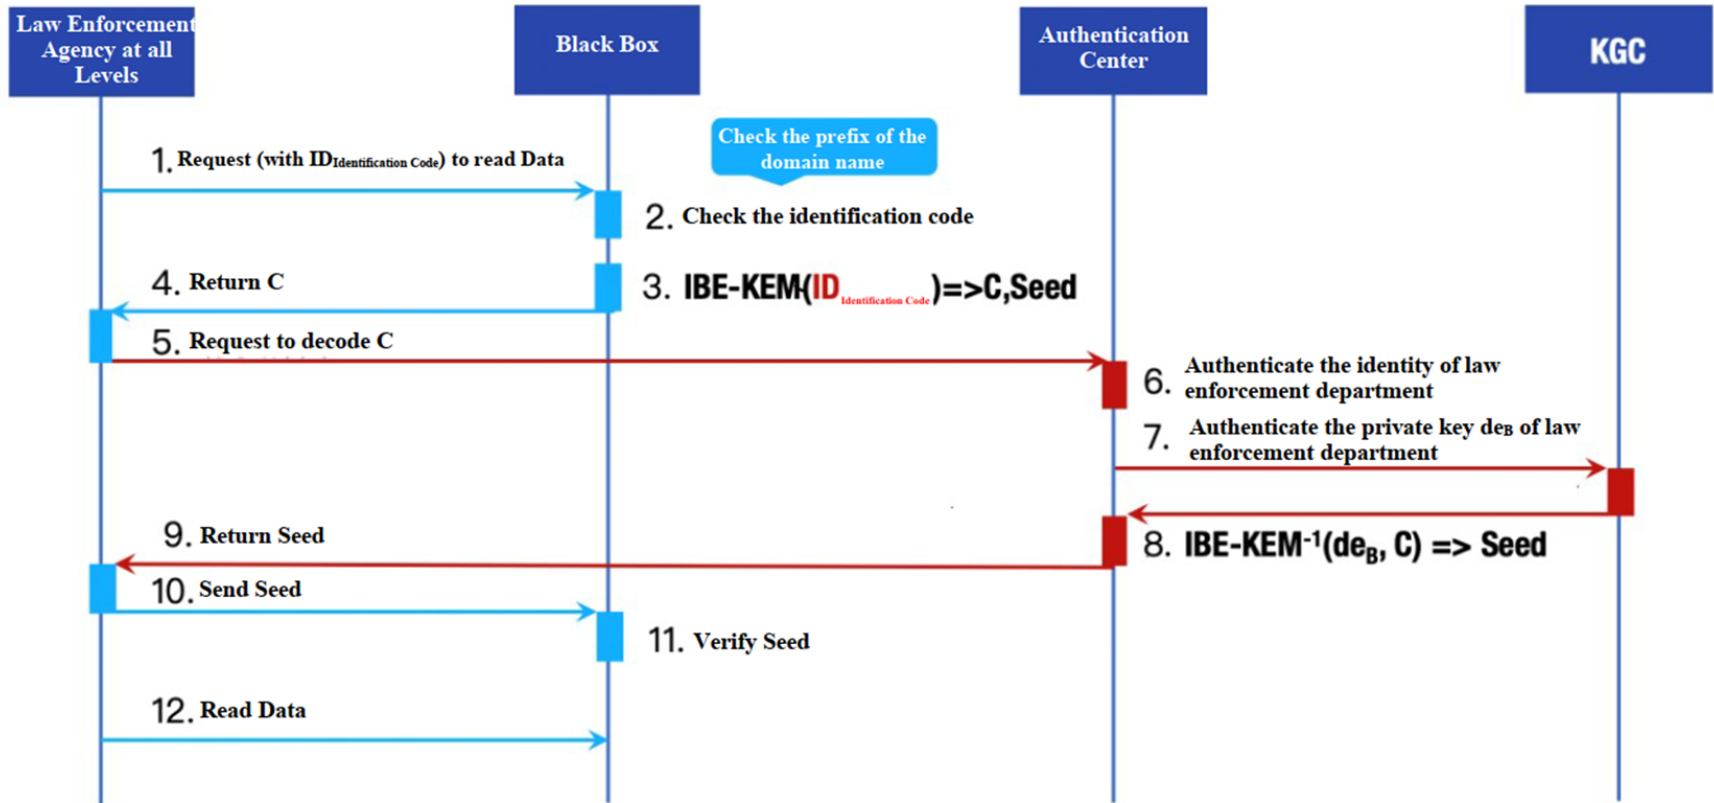 Law Enforcement
Agency at all
Levels
Black Box
Authentication
Center
KGC
1. Request (with IDIdentification Code) to read Data
Check the prefix of the
domain name
2. Check the identification code
3. IBE-KEM(ID Identification Code )=>C,Seed
4. Return C
5. Request to decode C
6. Authenticate the identity of law
enforcement department
7. Authenticate the private key deB of law
enforcement department
8. IBE-KEM-1(deB, C) => Seed
9. Return Seed
10. Send Seed
11. Verify Seed
12. Read Data